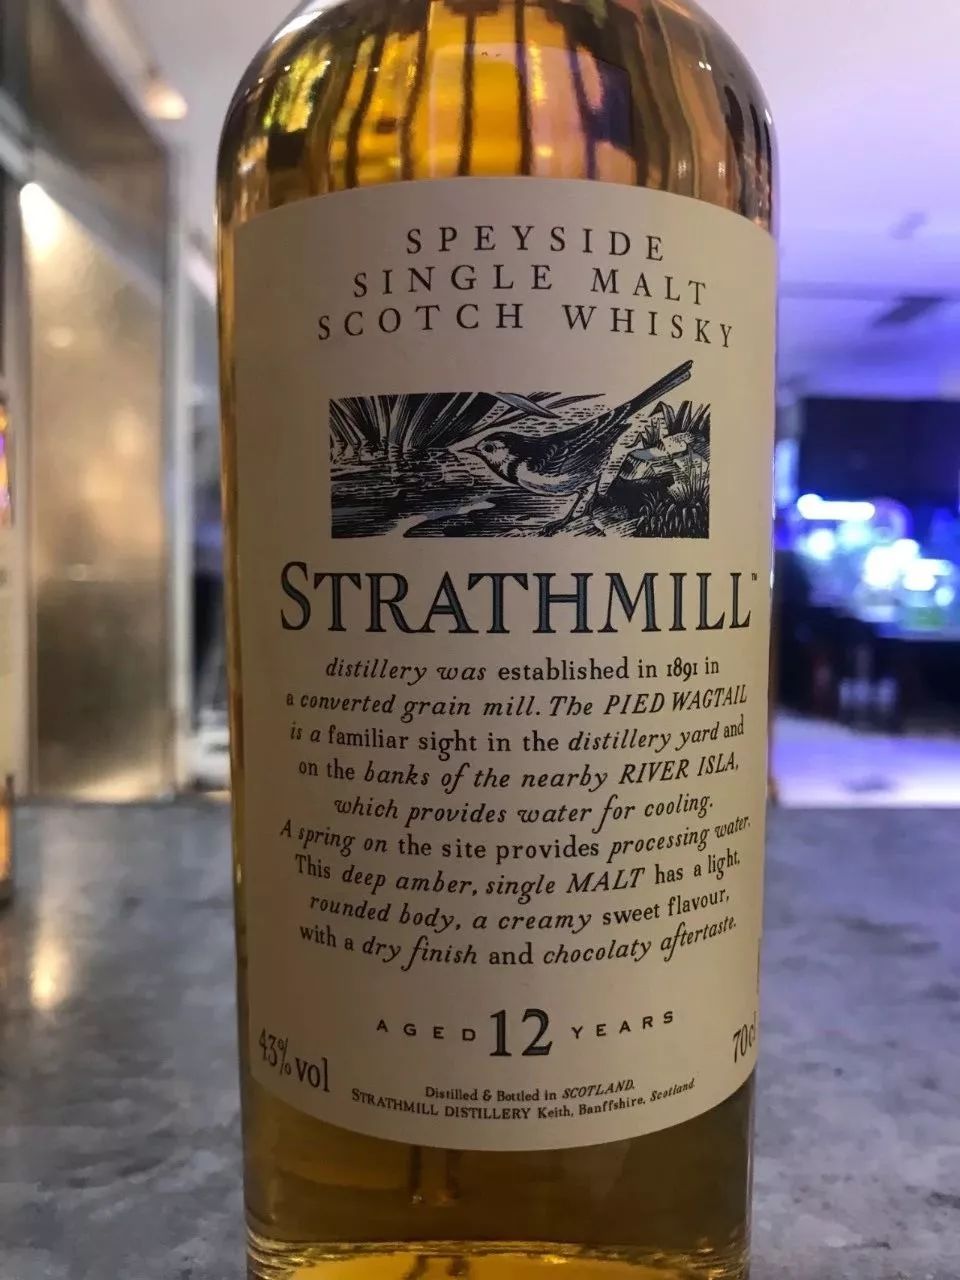 SPEYSIDE
SINGLE MALT
SCOTCH WHISKY
STRATHMILL™
distillery was established in 1891 in
a converted grain mill. The PIED WAGTAIL
is a familiar sight in the distillery yard and
on the banks of the nearby RIVER ISLA,
which provides water for cooling.
A spring on the site provides processing water.
This deep amber, single MALT has a light,
rounded body, a creamy sweet flavour,
with a dry finish and chocolaty aftertaste.
AGED 12 YEARS
43% vol
70cl
Distilled & Bottled in SCOTLAND.
STRATHMILL DISTILLERY Keith, Banffshire, Scotland.